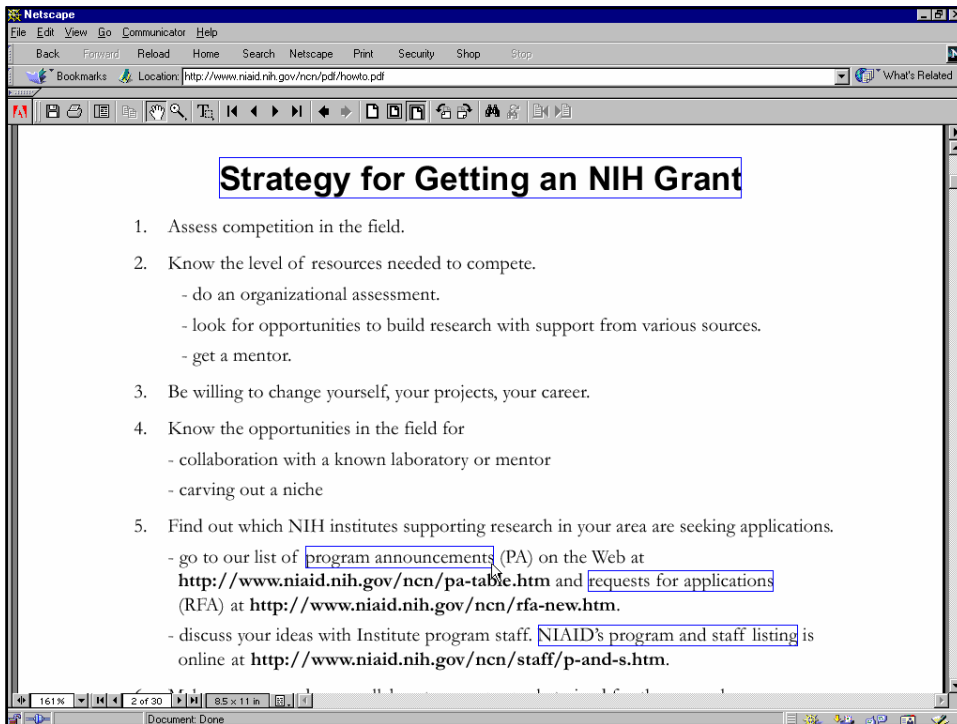 Netscape
File Edit View Go Communicator Help
Back Forward Reload Home Search Netscape Print Security Shop Stop
Bookmarks Location: http://www.niaid.nih.gov/ncn/pdf/howto.pdf What's Related
Strategy for Getting an NIH Grant
1. Assess competition in the field.
2. Know the level of resources needed to compete.
- do an organizational assessment.
- look for opportunities to build research with support from various sources.
- get a mentor.
3. Be willing to change yourself, your projects, your career.
4. Know the opportunities in the field for
- collaboration with a known laboratory or mentor
- carving out a niche
5. Find out which NIH institutes supporting research in your area are seeking applications.
- go to our list of program announcements (PA) on the Web at
http://www.niaid.nih.gov/ncn/pa-table.htm and requests for applications
(RFA) at http://www.niaid.nih.gov/ncn/rfa-new.htm.
- discuss your ideas with Institute program staff. NIAID's program and staff listing is
online at http://www.niaid.nih.gov/ncn/staff/p-and-s.htm.
161% 2 of 30 8.5 x 11 in
Document: Done